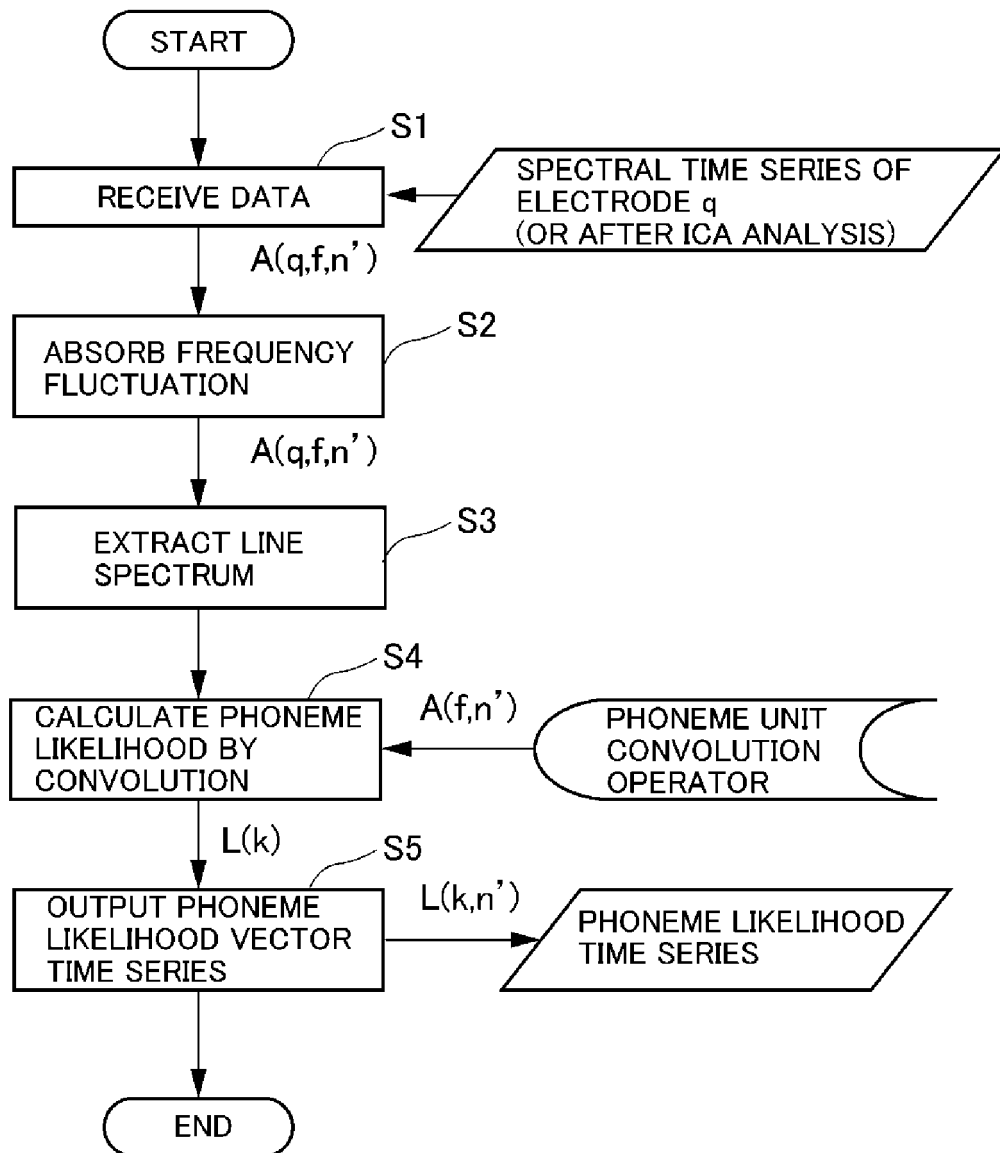 START
S1
RECEIVE DATA
SPECTRAL TIME SERIES OF
ELECTRODE q
(OR AFTER ICA ANALYSIS)
A(q,f,n’)
S2
ABSORB FREQUENCY
FLUCTUATION
A(q,f,n’)
S3
EXTRACT LINE
SPECTRUM
S4
CALCULATE PHONEME
LIKELIHOOD BY
CONVOLUTION
A(f,n’)
PHONEME UNIT
CONVOLUTION
OPERATOR
L(k)
S5
OUTPUT PHONEME
LIKELIHOOD VECTOR
TIME SERIES
L(k,n’)
PHONEME LIKELIHOOD
TIME SERIES
END